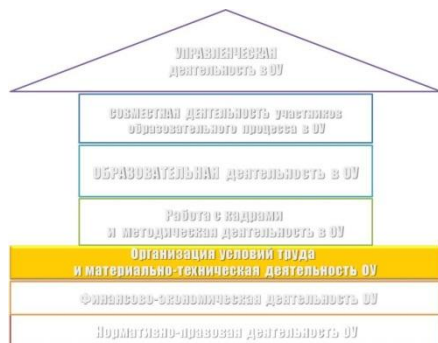 УПРАВЛЕНЧЕСКАЯ
деятельность в ОУ
СОВМЕСТНАЯ ДЕЯТЕЛЬНОСТЬ участников
образовательного процесса в ОУ
ОБРАЗОВАТЕЛЬНАЯ деятельность в ОУ
Работа с кадрами
и методическая деятельность в ОУ
Организация условий труда
и материально-техническая деятельность ОУ
Финансово-экономическая деятельность ОУ
Нормативно-правовая деятельность ОУ